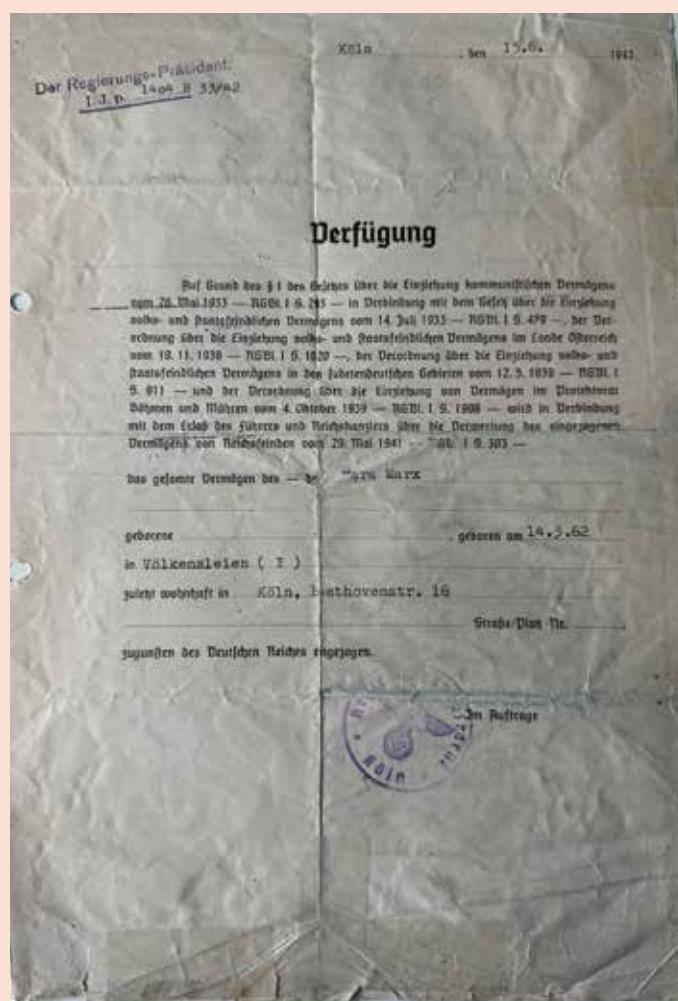 Köln, den 15.6. 194
Der Regierungs-Präsident.
I.J.p. 1404 B 33/42
Verfügung
Auf Grund des § 1 des Gesetzes über die Einziehung kommunistischen Vermögens
vom 26. Mai 1933 — RGBl. I S. 293 — in Verbindung mit dem Gesetz über die Einziehung
volks- und staatsfeindlichen Vermögens vom 14. Juli 1933 — RGBl. I S. 479 —, der Ver-
ordnung über die Einziehung volks- und staatsfeindlichen Vermögens im Lande Österreich
vom 18. 11. 1938 — RGBl. I S. 1620 —, der Verordnung über die Einziehung volks- und
staatsfeindlichen Vermögens in den sudetendeutschen Gebieten vom 12. 5. 1939 — RGBl. I
S. 911 — und der Verordnung über die Einziehung von Vermögen im Protektorat
Böhmen und Mähren vom 4. Oktober 1939 — RGBl. I S. 1998 — wird in Verbindung
mit dem Erlaß des Führers und Reichskanzlers über die Verwertung des eingezogenen
Vermögens von Reichsfeinden vom 29. Mai 1941 — RGBl. I S. 303 —
das gesamte Vermögen des — Marx
geborene , geboren am 14.3.62
in Völkensleien ( ? )
zuletzt wohnhaft in Köln, Beethovenstr. 16
Straße/Platz Nr.
zugunsten des Deutschen Reiches eingezogen.
Im Auftrage
Köln